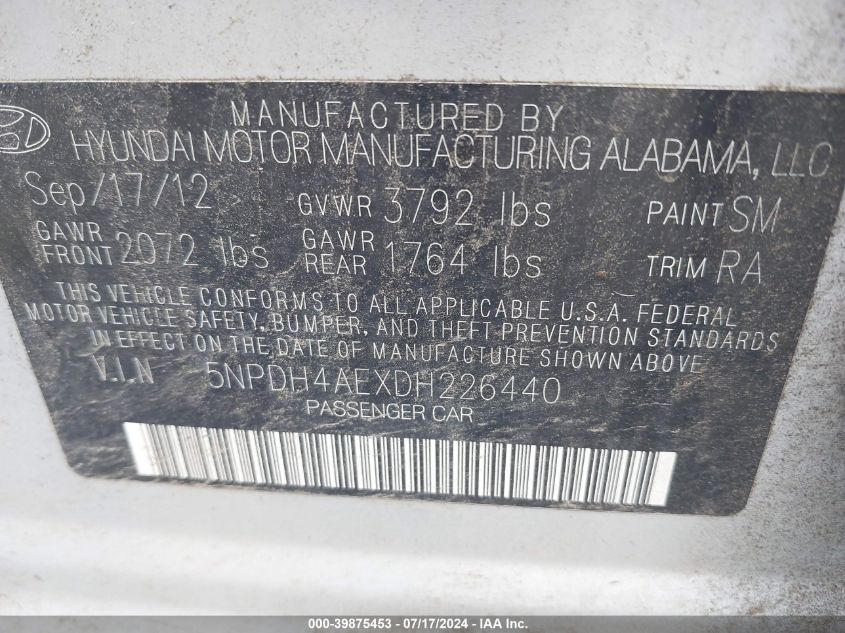 MANUFACTURED BY
HYUNDAI MOTOR MANUFACTURING ALABAMA, LLC
Sep/17/12 GVWR 3792 lbs PAINT SM
GAWR FRONT 2072 lbs GAWR REAR 1764 lbs TRIM RA
THIS VEHICLE CONFORMS TO ALL APPLICABLE U.S.A. FEDERAL
MOTOR VEHICLE SAFETY, BUMPER, AND THEFT PREVENTION STANDARDS
IN EFFECT ON THE DATE OF MANUFACTURE SHOWN ABOVE
V.I.N 5NPDH4AEXDH226440
PASSENGER CAR
000-39875453 - 07/17/2024 - IAA Inc.